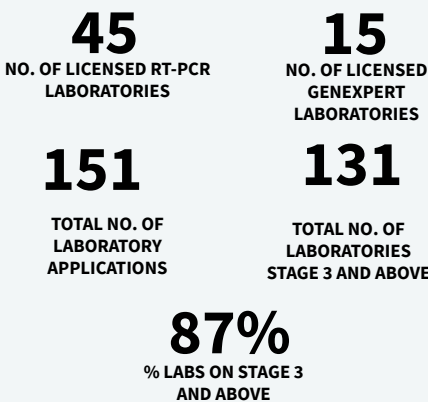 45
NO. OF LICENSED RT-PCR
LABORATORIES
15
NO. OF LICENSED
GENEXPERT
LABORATORIES
151
TOTAL NO. OF
LABORATORY
APPLICATIONS
131
TOTAL NO. OF
LABORATORIES
STAGE 3 AND ABOVE
87%
% LABS ON STAGE 3
AND ABOVE